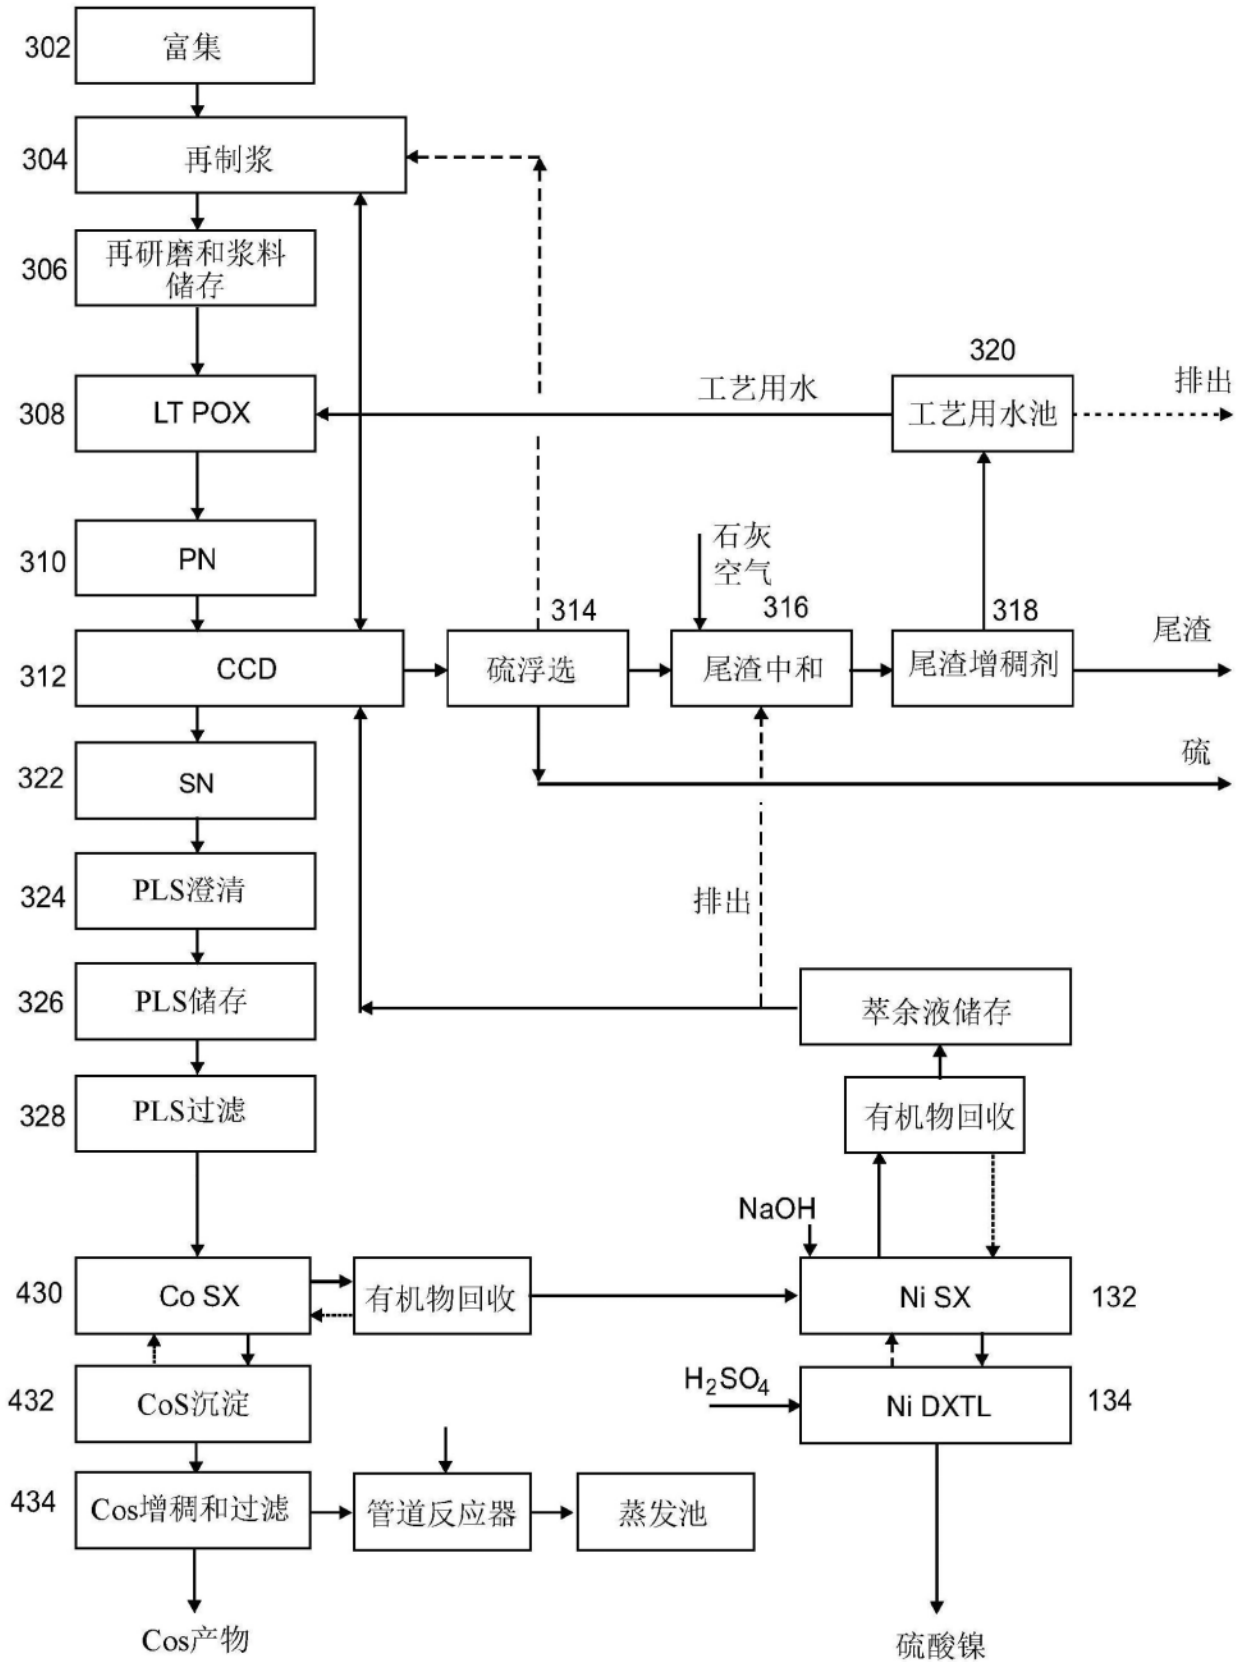 302
富集
304
再制浆
306
再研磨和浆料
储存
320
工艺用水
排出
308
LT POX
工艺用水池
310
PN
石灰
空气
314
316
318
尾渣
312
CCD
硫浮选
尾渣中和
尾渣增稠剂
硫
322
SN
324
PLS澄清
排出
326
PLS储存
萃余液储存
328
PLS过滤
有机物回收
NaOH
430
Co SX
有机物回收
Ni SX
132
H₂SO₄
432
CoS沉淀
Ni DXTL
134
434
Cos增稠和过滤
管道反应器
蒸发池
Cos产物
硫酸镍